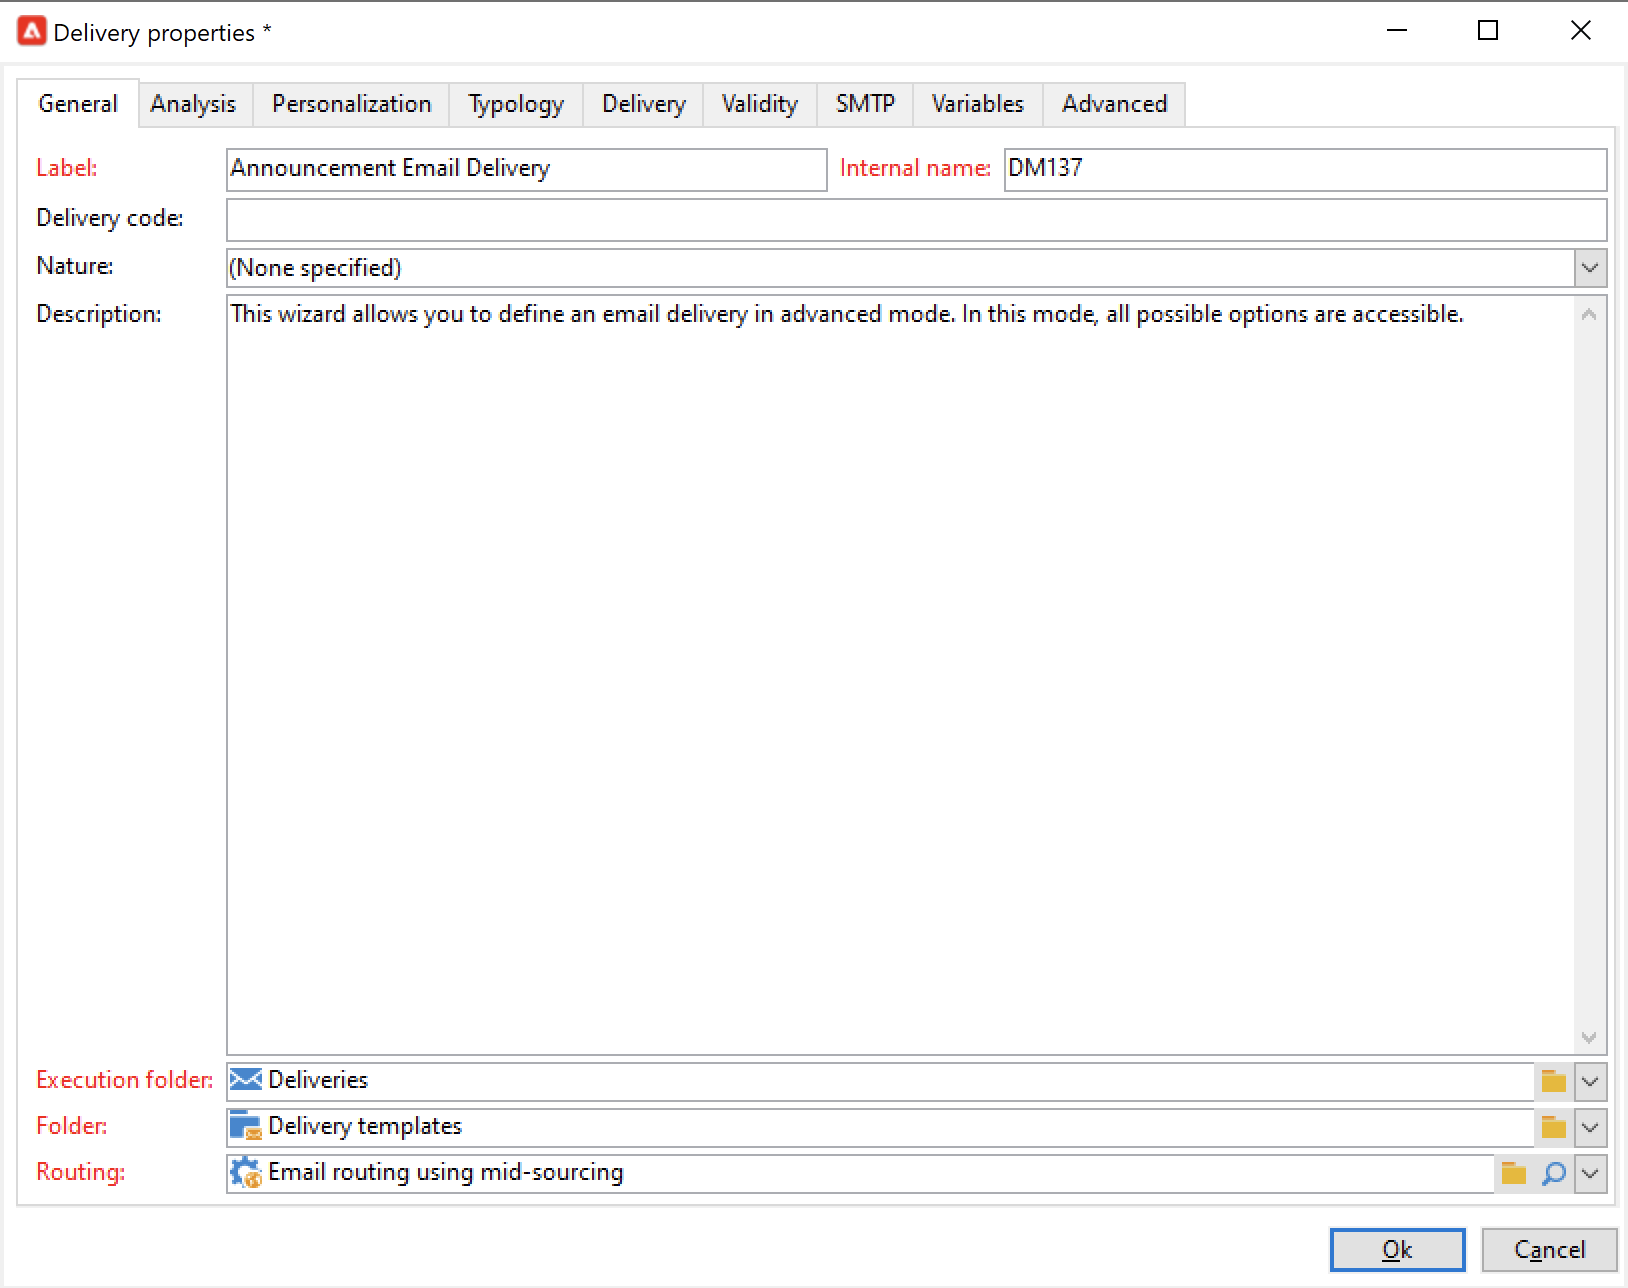 Delivery properties *
General Analysis Personalization Typology Delivery Validity SMTP Variables Advanced
Label: Announcement Email Delivery Internal name: DM137
Delivery code:
Nature: (None specified)
Description: This wizard allows you to define an email delivery in advanced mode. In this mode, all possible options are accessible.
Execution folder: Deliveries
Folder: Delivery templates
Routing: Email routing using mid-sourcing
Ok Cancel